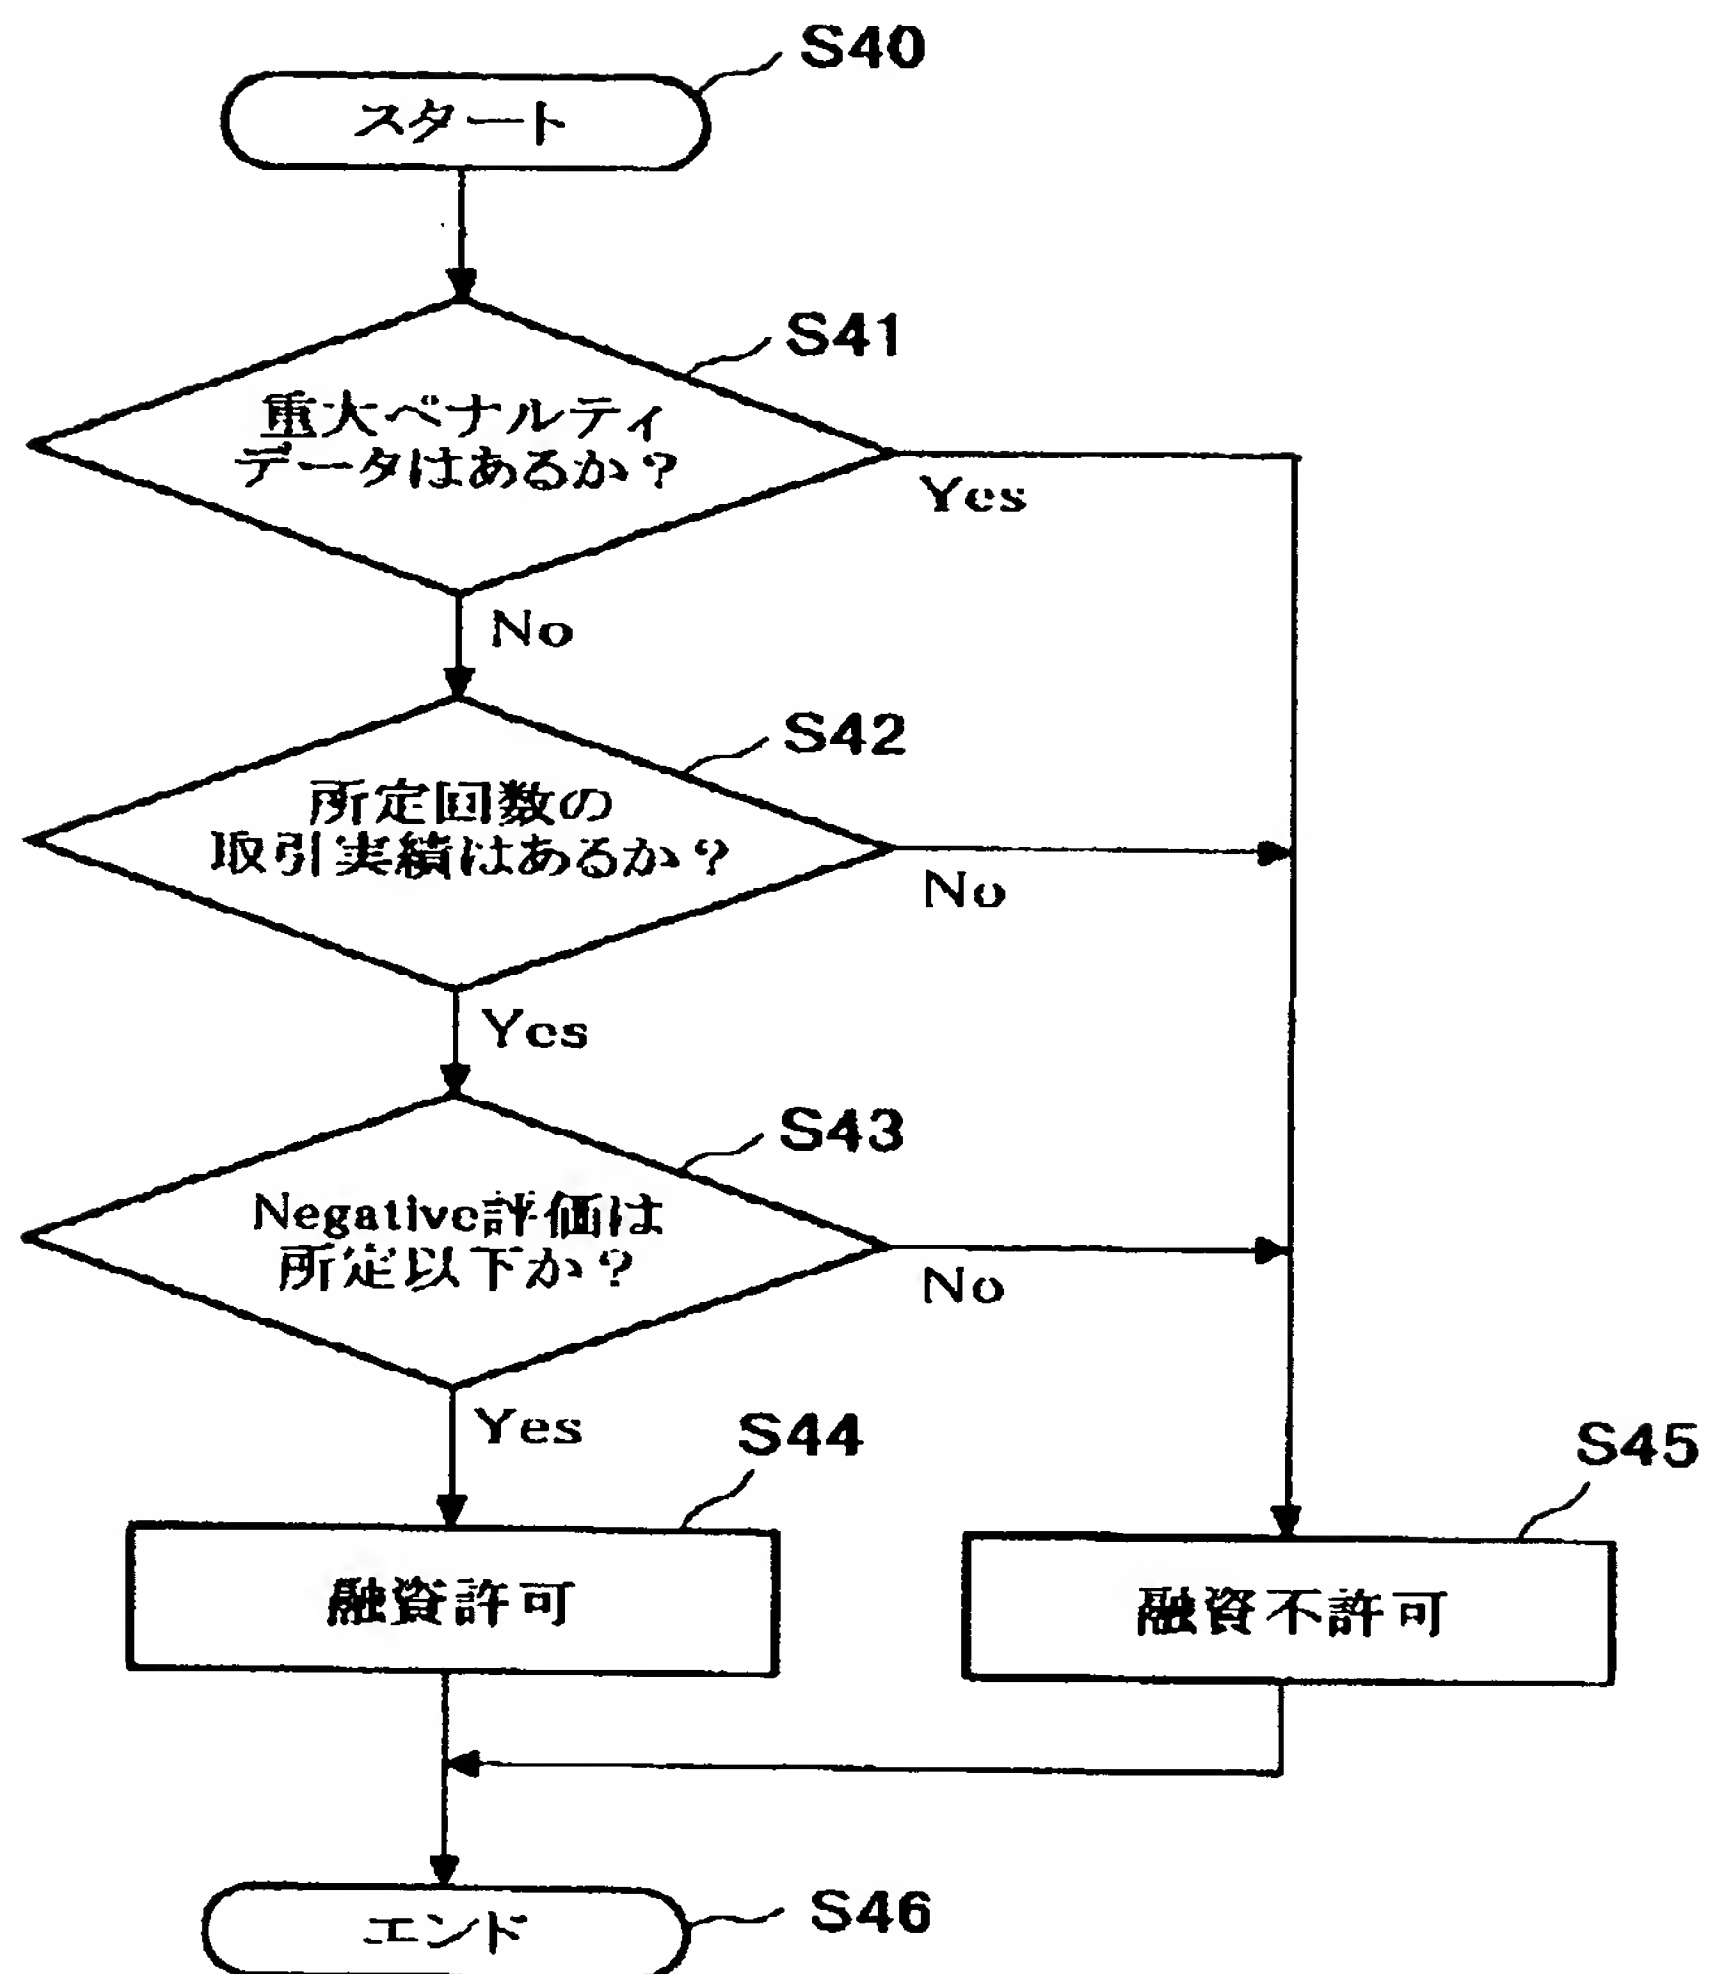 S40
スタート
S41
重大ペナルティ
データはあるか？
Yes
No
S42
所定回数の
取引実績はあるか？
No
Yes
S43
Negative評価は
所定以下か？
No
Yes
S44
S45
融資許可
融資不許可
エンド
S46